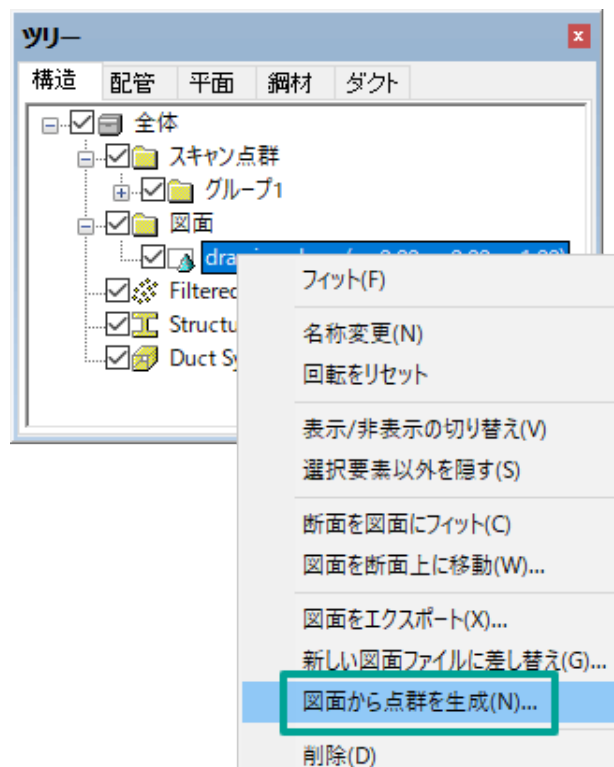 ツリー
構造 配管 平面 鋼材 ダクト
全体
スキャン点群
グループ1
図面
Filtered
フィット(F)
名称変更(N)
回転をリセット
表示/非表示の切り替え(V)
選択要素以外を隠す(S)
断面を図面にフィット(C)
図面を断面上に移動(W)...
図面をエクスポート(X)...
新しい図面ファイルに差し替え(G)...
図面から点群を生成(N)...
削除(D)
Structu
Duct Sy